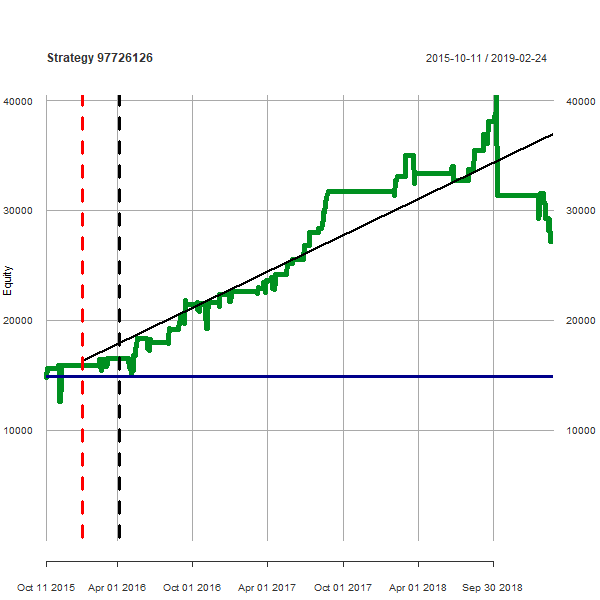 Strategy 97726126
2015-10-11 / 2019-02-24
40000
40000
30000
30000
Equity
20000
20000
10000
10000
Oct 11 2015
Apr 01 2016
Oct 01 2016
Apr 01 2017
Oct 01 2017
Apr 01 2018
Sep 30 2018